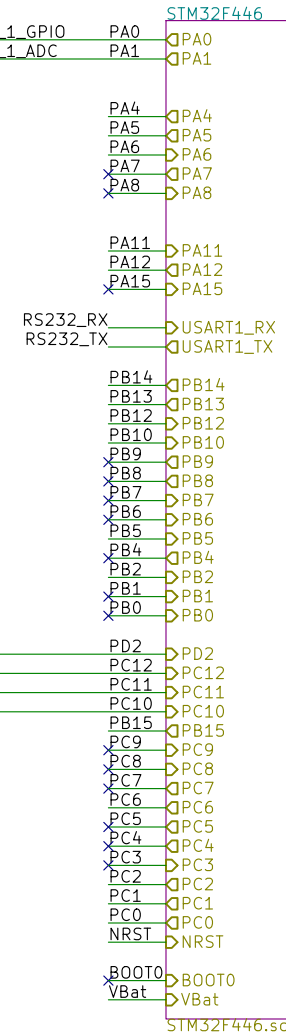 STM32F446
_1_GPIO PA0 PA0
_1_ADC PA1 PA1
PA4 PA4
PA5 PA5
PA6 PA6
PA7 PA7
PA8 PA8
PA11 PA11
PA12 PA12
PA15 PA15
RS232_RX USART1_RX
RS232_TX USART1_TX
PB14 PB14
PB13 PB13
PB12 PB12
PB10 PB10
PB9 PB9
PB8 PB8
PB7 PB7
PB6 PB6
PB5 PB5
PB4 PB4
PB2 PB2
PB1 PB1
PB0 PB0
PD2 PD2
PC12 PC12
PC11 PC11
PC10 PC10
PB15 PB15
PC9 PC9
PC8 PC8
PC7 PC7
PC6 PC6
PC5 PC5
PC4 PC4
PC3 PC3
PC2 PC2
PC1 PC1
PC0 PC0
NRST NRST
BOOT0 BOOT0
VBat VBat
STM32F446.sc